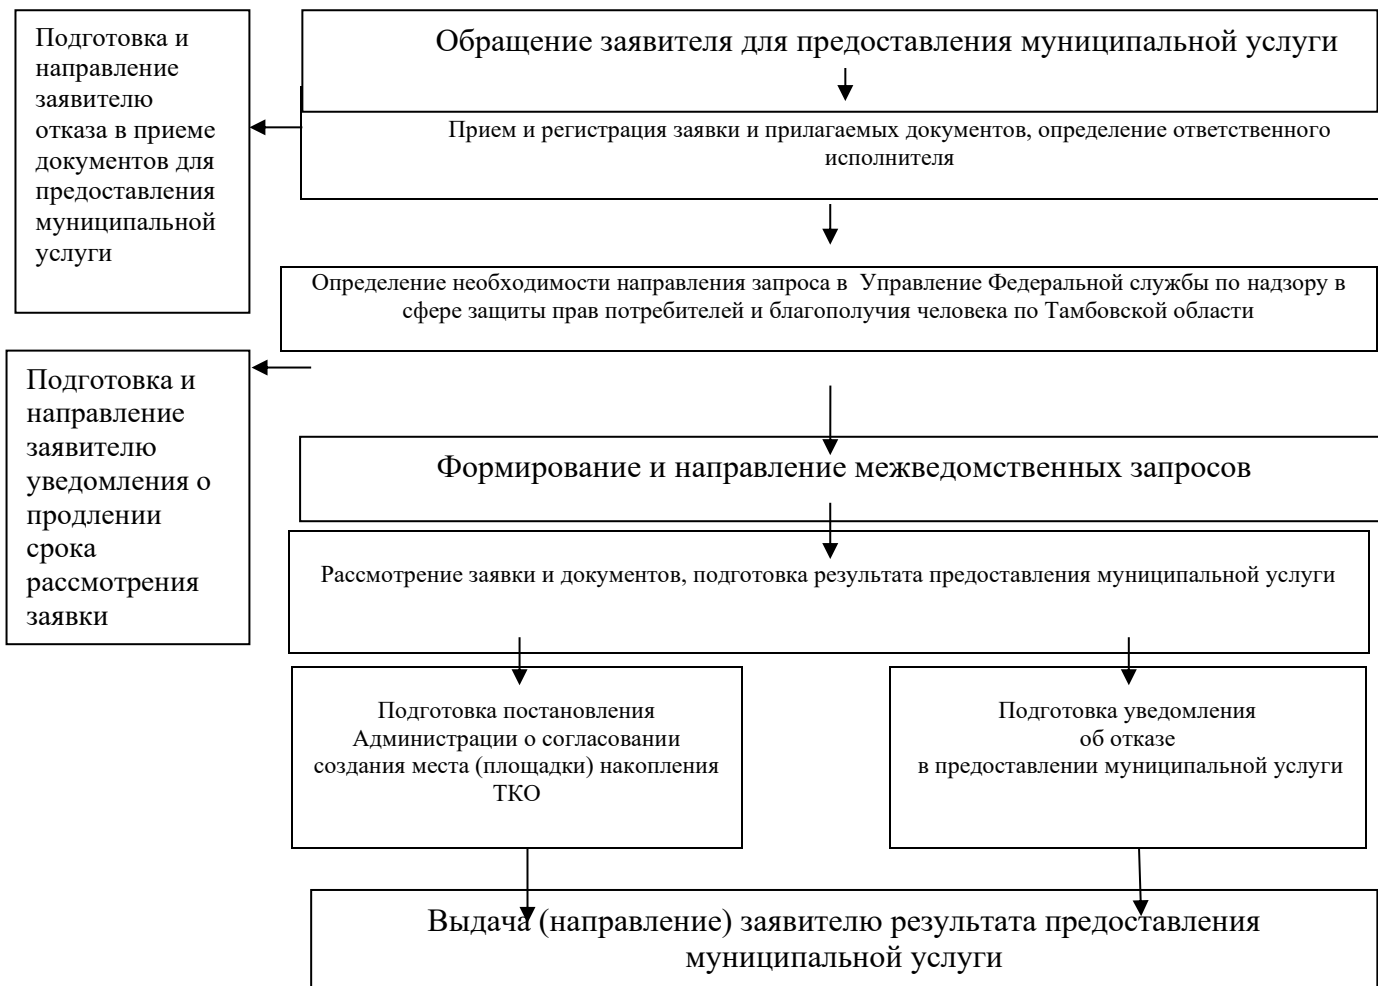 Подготовка и
направление
заявителю
отказа в приеме
документов для
предоставления
муниципальной
услуги
Обращение заявителя для предоставления муниципальной услуги
Прием и регистрация заявки и прилагаемых документов, определение ответственного
исполнителя
Определение необходимости направления запроса в Управление Федеральной службы по надзору в
сфере защиты прав потребителей и благополучия человека по Тамбовской области
Подготовка и
направление
заявителю
уведомления о
продлении
срока
рассмотрения
заявки
Формирование и направление межведомственных запросов
Рассмотрение заявки и документов, подготовка результата предоставления муниципальной услуги
Подготовка постановления
Администрации о согласовании
создания места (площадки) накопления
ТКО
Подготовка уведомления
об отказе
в предоставлении муниципальной услуги
Выдача (направление) заявителю результата предоставления
муниципальной услуги